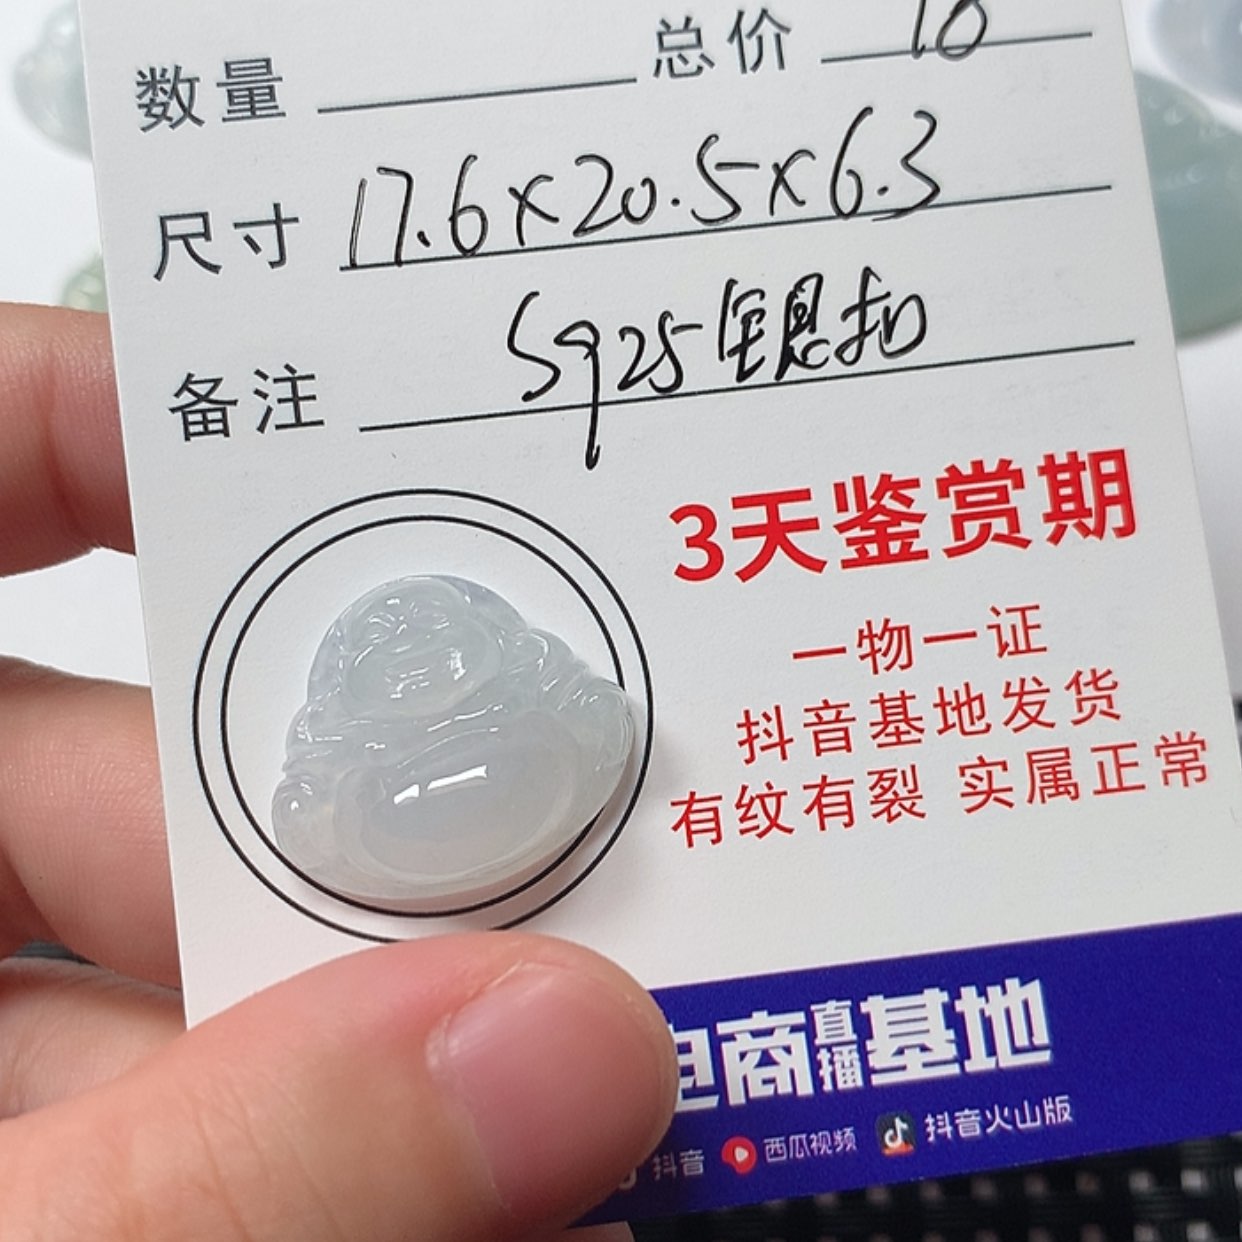 数量 总价 10
尺寸 17.6×20.5×6.3
备注 S925银扣
3天鉴赏期
一物一证
抖音基地发货
有纹有裂 实属正常
电商直播基地
抖音 西瓜视频 抖音火山版